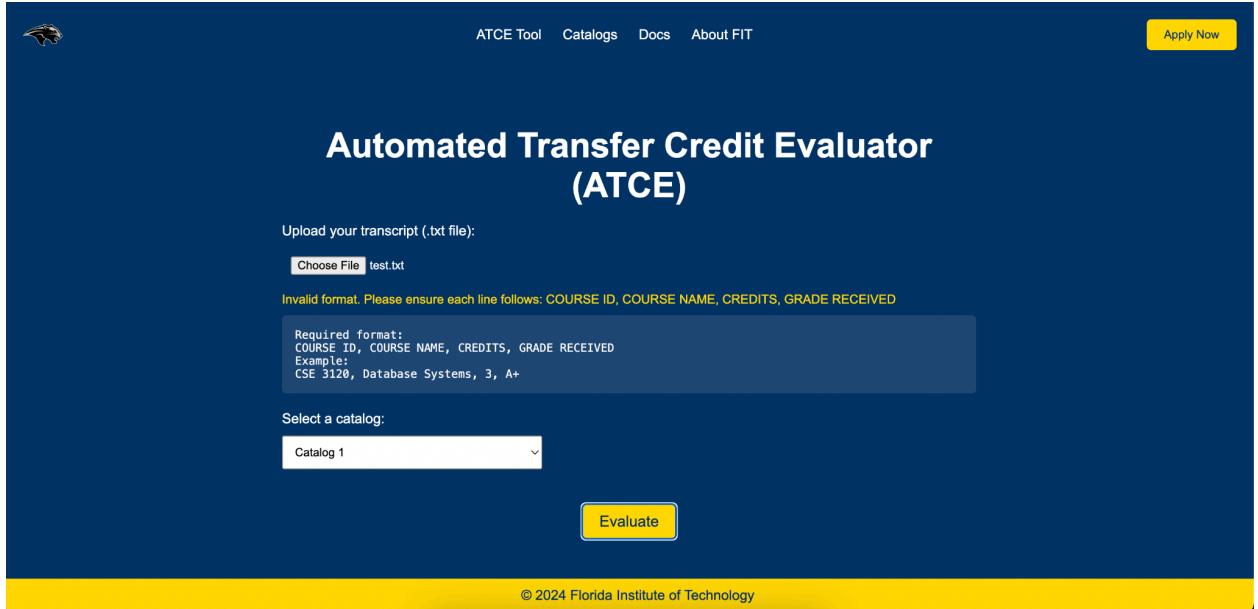 ATCE Tool Catalogs Docs About FIT Apply Now
Automated Transfer Credit Evaluator
(ATCE)
Upload your transcript (.txt file):
Choose File test.txt
Invalid format. Please ensure each line follows: COURSE ID, COURSE NAME, CREDITS, GRADE RECEIVED
Required format:
COURSE ID, COURSE NAME, CREDITS, GRADE RECEIVED
Example:
CSE 3120, Database Systems, 3, A+
Select a catalog:
Catalog 1
Evaluate
© 2024 Florida Institute of Technology